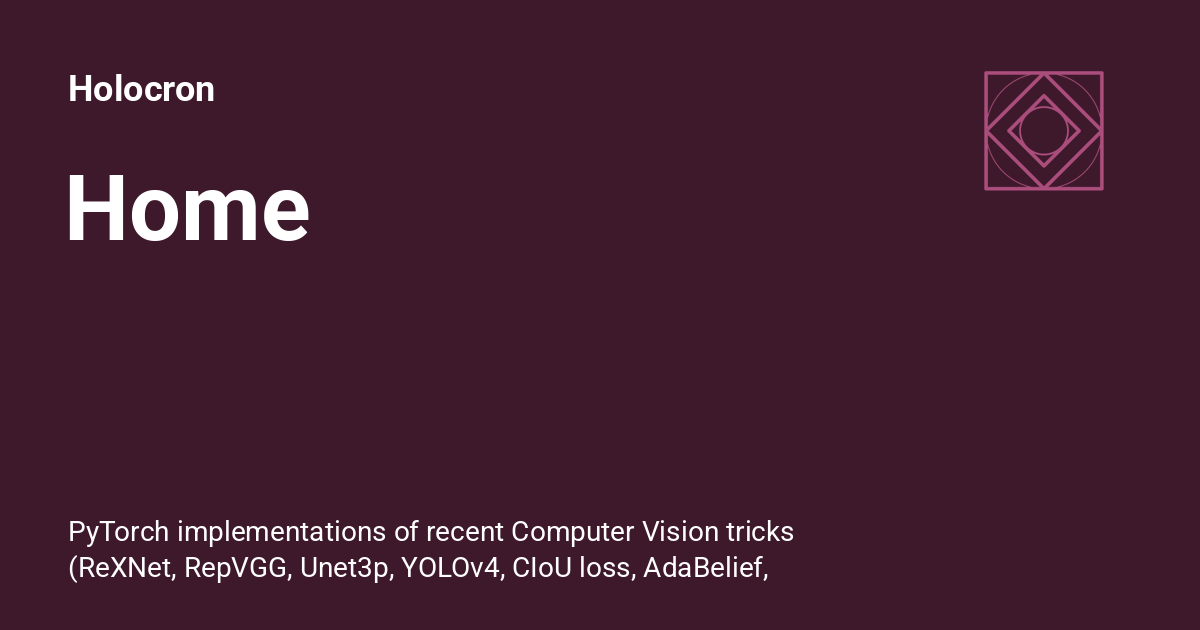 Holocron
Home
PyTorch implementations of recent Computer Vision tricks
(ReXNet, RepVGG, Unet3p, YOLOv4, CIoU loss, AdaBelief,